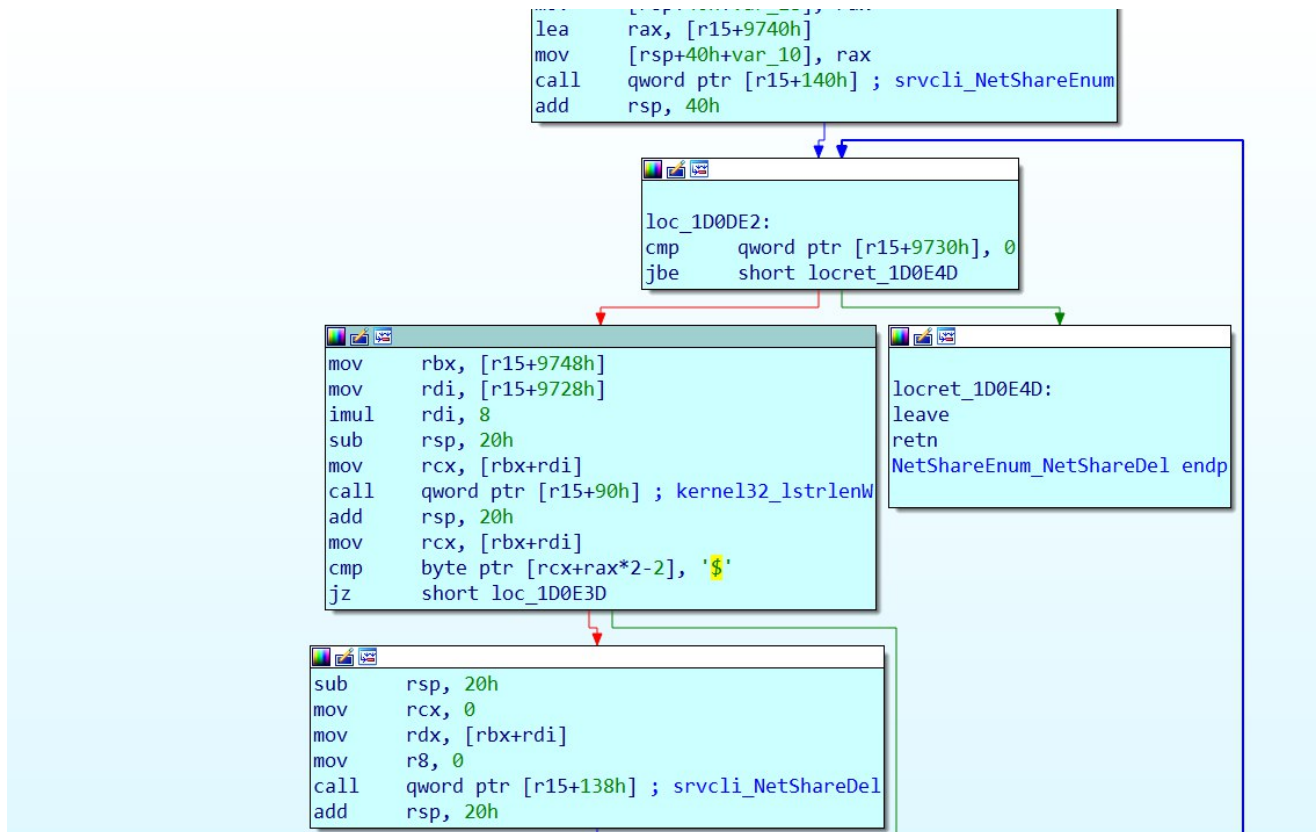 lea rax, [r15+9740h]
mov [rsp+40h+var_10], rax
call qword ptr [r15+140h] ; srvcli_NetShareEnum
add rsp, 40h
loc_1D0DE2:
cmp qword ptr [r15+9730h], 0
jbe short locret_1D0E4D
mov rbx, [r15+9748h]
mov rdi, [r15+9728h]
imul rdi, 8
sub rsp, 20h
mov rcx, [rbx+rdi]
call qword ptr [r15+90h] ; kernel32_lstrlenW
add rsp, 20h
mov rcx, [rbx+rdi]
cmp byte ptr [rcx+rax*2-2], '$'
jz short loc_1D0E3D
locret_1D0E4D:
leave
retn
NetShareEnum_NetShareDel endp
sub rsp, 20h
mov rcx, 0
mov rdx, [rbx+rdi]
mov r8, 0
call qword ptr [r15+138h] ; srvcli_NetShareDel
add rsp, 20h